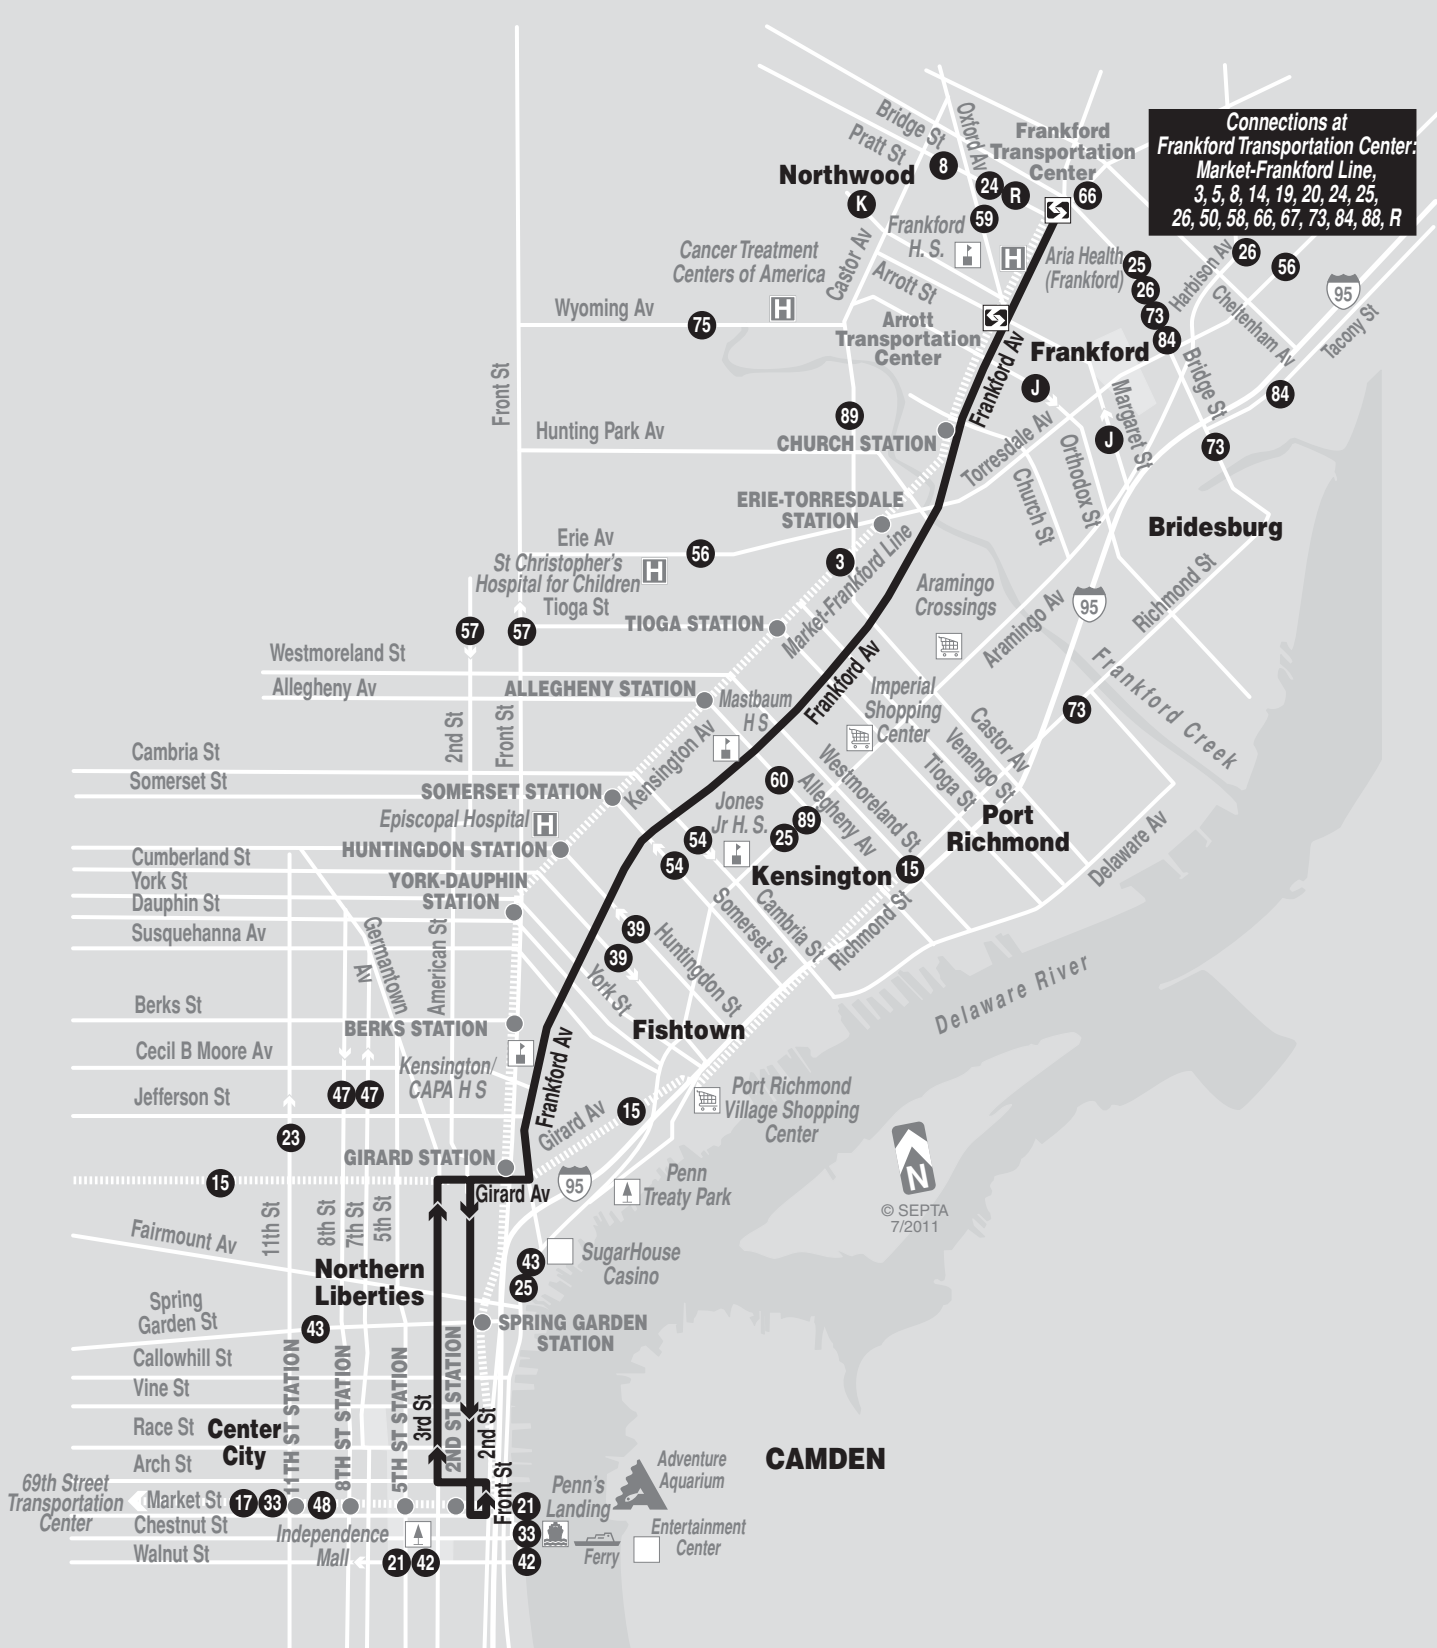 Connections at
Frankford Transportation Center:
Market-Frankford Line,
3, 5, 8, 14, 19, 20, 24, 25,
26, 50, 58, 66, 67, 73, 84, 88, R
Bridge St
Pratt St
Oxford Av
Frankford
Transportation
Center
Northwood
8
24
R
66
K
59
Frankford
H. S.
H
Aria Health
(Frankford)
25
26
73
84
Harbison Av
26
56
95
Cheltenham Av
Tacony St
Cancer Treatment
Centers of America
H
Castor Av
Arrott St
Wyoming Av
75
Arrott
Transportation
Center
Frankford Av
Frankford
Bridge St
84
Front St
J
Margaret St
J
73
89
Hunting Park Av
CHURCH STATION
Torresdale Av
Orthodox St
Church St
ERIE-TORRESDALE
STATION
Bridesburg
Erie Av
56
St Christopher's
Hospital for Children
H
3
Market-Frankford Line
Aramingo
Crossings
Aramingo Av
95
Richmond St
Tioga St
57
57
TIOGA STATION
Westmoreland St
Allegheny Av
ALLEGHENY STATION
Mastbaum
H S
Frankford Av
Imperial
Shopping
Center
73
Frankford Creek
2nd St
Front St
Kensington Av
Castor Av
Venango St
Tioga St
Westmoreland St
Allegheny Av
Cambria St
Somerset St
SOMERSET STATION
60
Port
Richmond
Delaware Av
Episcopal Hospital
H
Jones
Jr H. S.
54
54
25
89
HUNTINGDON STATION
Kensington
15
Cumberland St
York St
Dauphin St
Susquehanna Av
YORK-DAUPHIN
STATION
Somerset St
Cambria St
Richmond St
Germantown
Av
American St
39
39
Huntingdon St
York St
Delaware River
Berks St
BERKS STATION
Fishtown
Cecil B Moore Av
Kensington/
CAPA H S
Frankford Av
Jefferson St
47
47
Port Richmond
Village Shopping
Center
23
Girard Av
15
GIRARD STATION
15
Girard Av
95
Penn
Treaty Park
N
© SEPTA
7/2011
Fairmount Av
11th St
8th St
7th St
5th St
Northern
Liberties
43
25
SugarHouse
Casino
Spring
Garden St
43
SPRING GARDEN
STATION
Callowhill St
Vine St
Race St
Arch St
Center
City
11TH ST STATION
8TH ST STATION
5TH ST STATION
3rd St
2ND ST STATION
2nd St
Front St
CAMDEN
Adventure
Aquarium
Penn's
Landing
69th Street
Transportation
Center
Market St
17
33
48
21
Chestnut St
Independence
Mall
33
Ferry
Entertainment
Center
Walnut St
21
42
42